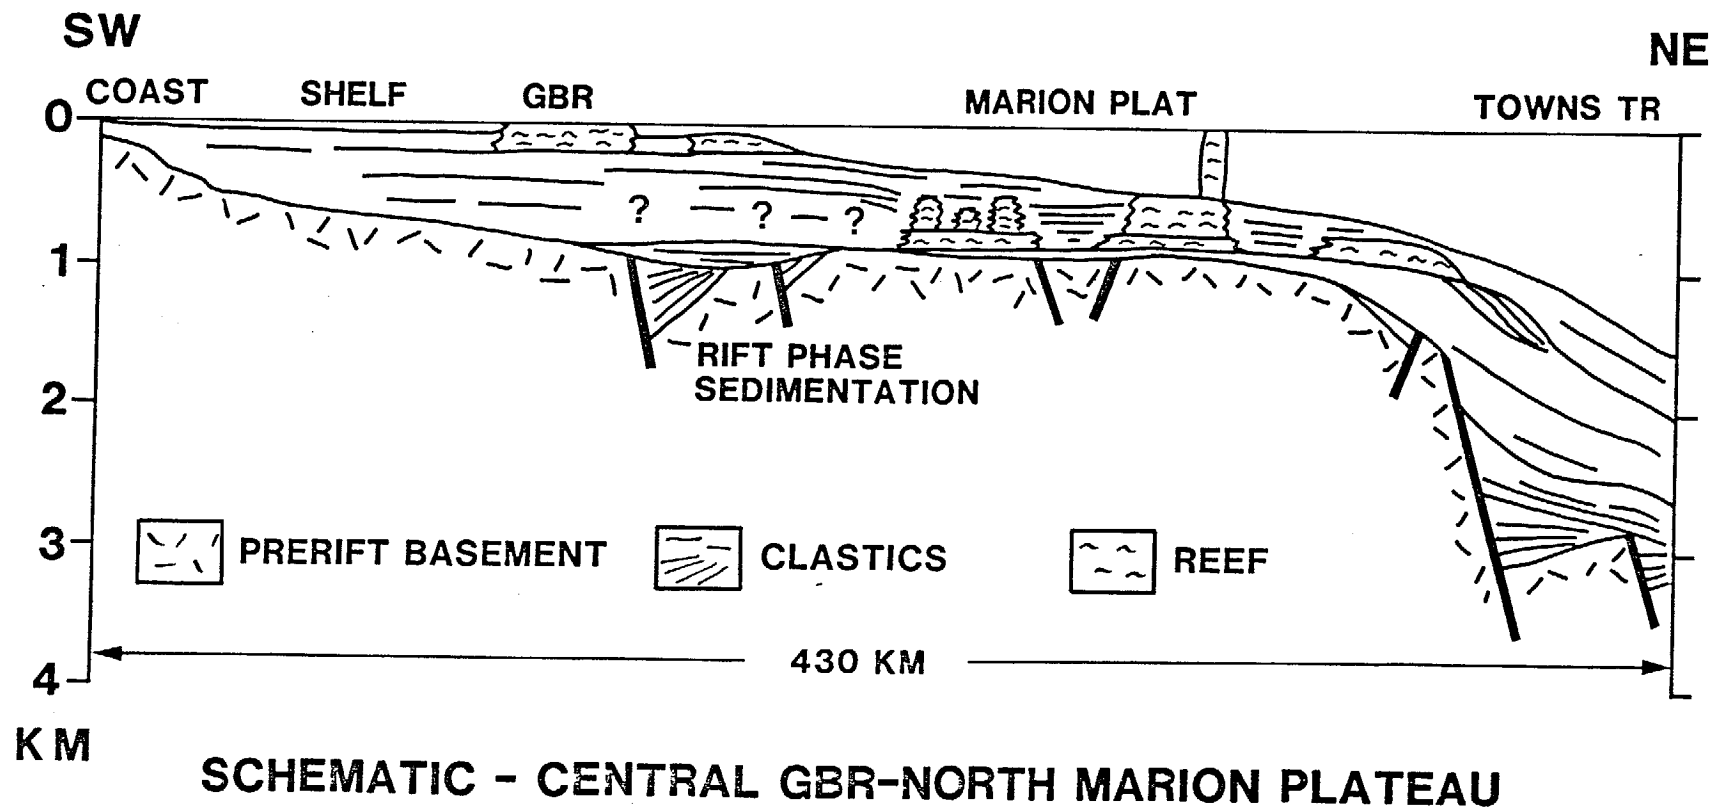 SW
NE
COAST SHELF GBR MARION PLAT TOWNS TR
0
1
2
3
4
KM
? ? ?
RIFT PHASE
SEDIMENTATION
PRERIFT BASEMENT CLASTICS REEF
430 KM
SCHEMATIC - CENTRAL GBR-NORTH MARION PLATEAU